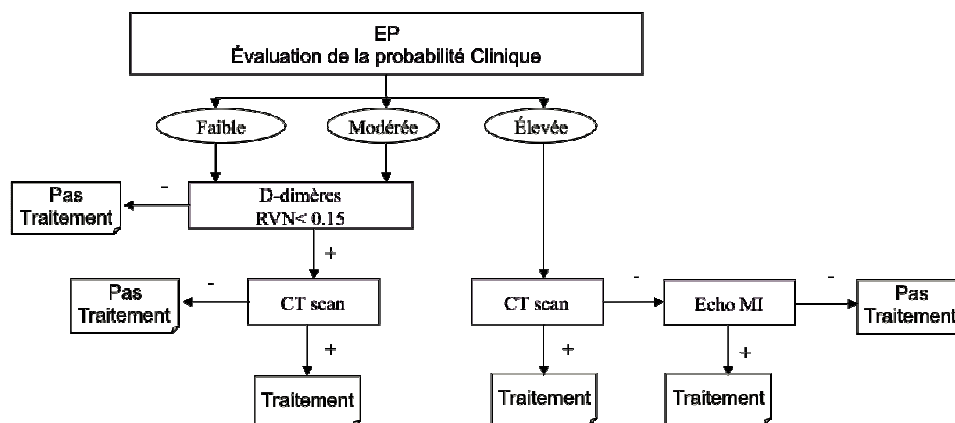 EP
Évaluation de la probabilité Clinique
Faible
Modérée
Élevée
Pas
Traitement
-
D-dimères
RVN< 0.15
+
Pas
Traitement
-
CT scan
CT scan
-
Echo MI
-
Pas
Traitement
+
+
+
Traitement
Traitement
Traitement